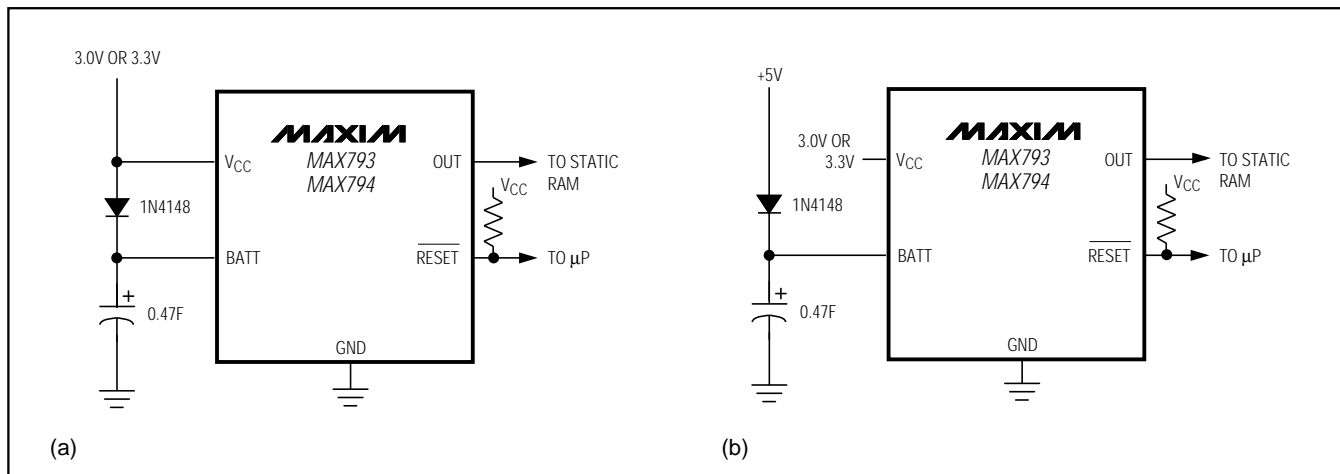 3.0V OR 3.3V
VCC
MAXIM
MAX793
MAX794
OUT
TO STATIC
RAM
VCC
1N4148
BATT
RESET
TO μP
+
0.47F
GND
(a)
+5V
3.0V OR
3.3V
VCC
MAXIM
MAX793
MAX794
OUT
TO STATIC
RAM
VCC
1N4148
BATT
RESET
TO μP
+
0.47F
GND
(b)